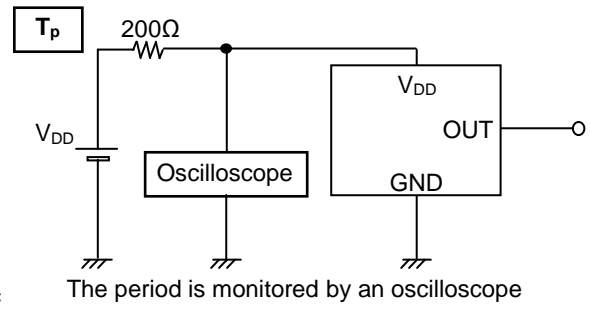 Tp
200Ω
VDD
VDD
OUT
Oscilloscope
GND
The period is monitored by an oscilloscope